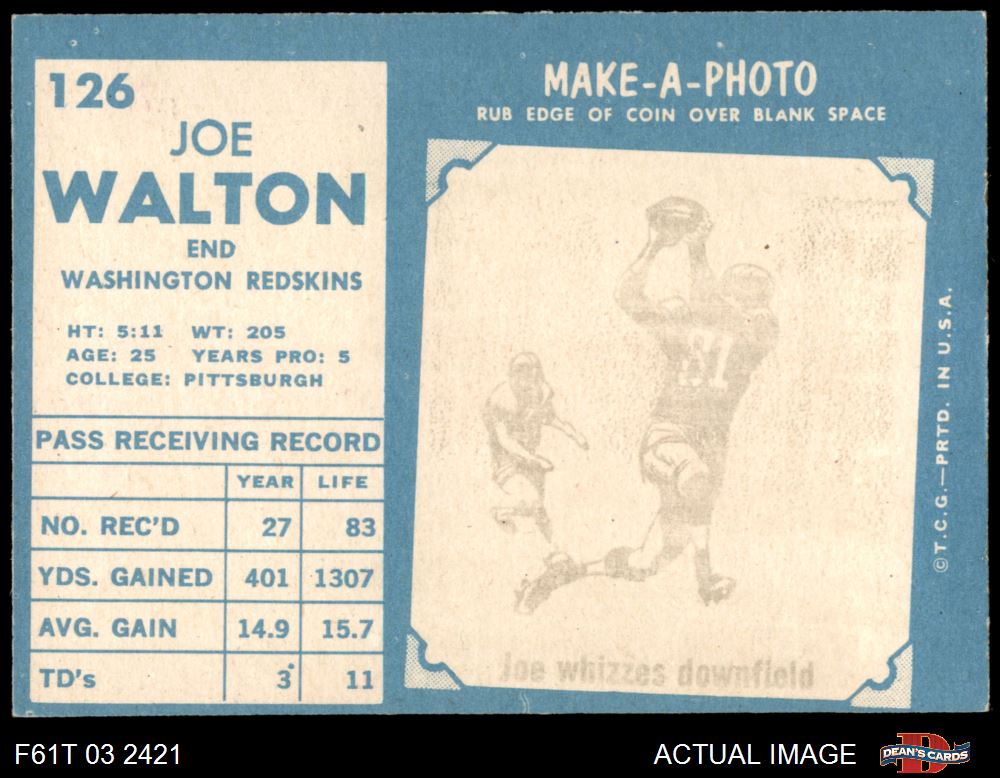 126
JOE
WALTON
END
WASHINGTON REDSKINS
HT: 5:11 WT: 205
AGE: 25 YEARS PRO: 5
COLLEGE: PITTSBURGH
PASS RECEIVING RECORD
YEAR LIFE
NO. REC'D 27 83
YDS. GAINED 401 1307
AVG. GAIN 14.9 15.7
TD's 3 11
MAKE-A-PHOTO
RUB EDGE OF COIN OVER BLANK SPACE
81
Joe whizzes downfield
©T.C.G.—PRTD. IN U.S.A.
F61T 03 2421
ACTUAL IMAGE
D
DEAN'S CARDS